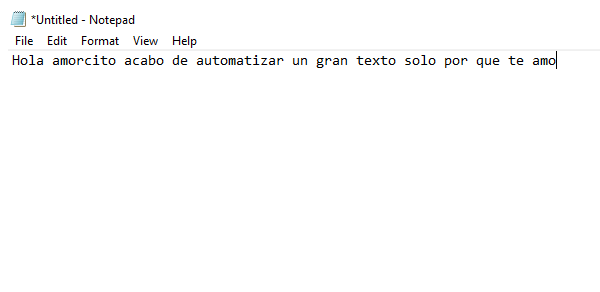 *Untitled - Notepad
File Edit Format View Help
Hola amorcito acabo de automatizar un gran texto solo por que te amo